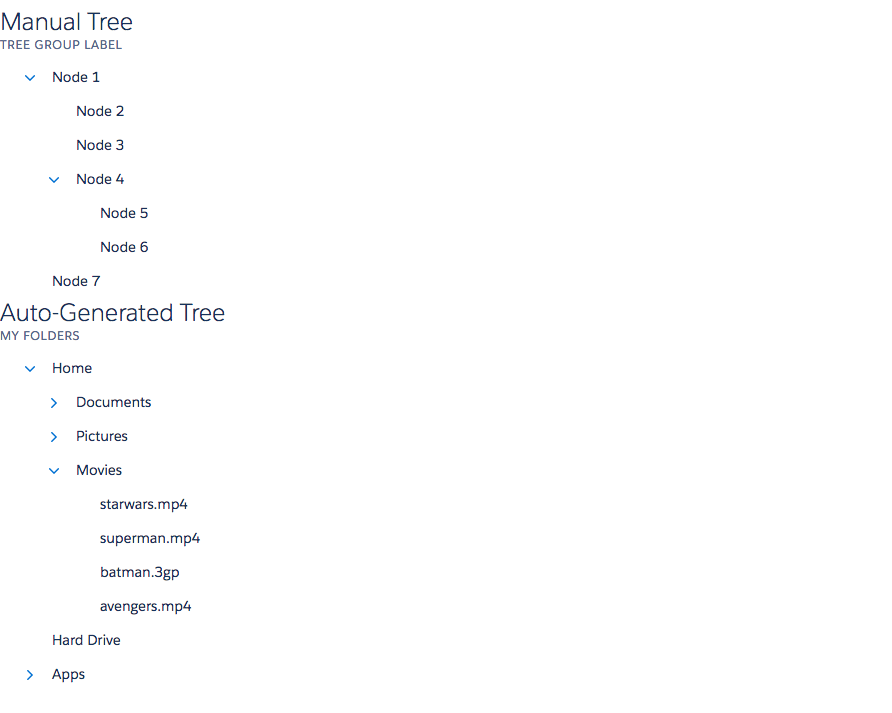 Manual Tree
TREE GROUP LABEL
Node 1
Node 2
Node 3
Node 4
Node 5
Node 6
Node 7
Auto-Generated Tree
MY FOLDERS
Home
Documents
Pictures
Movies
starwars.mp4
superman.mp4
batman.3gp
avengers.mp4
Hard Drive
Apps